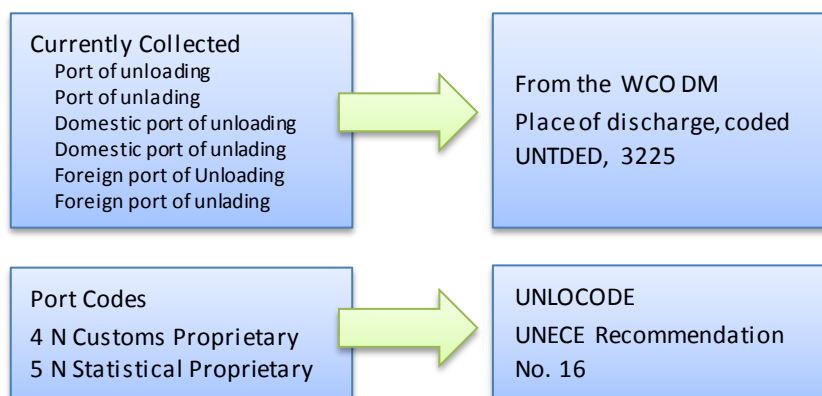 Currently Collected
Port of unloading
Port of unlading
Domestic port of unloading
Domestic port of unlading
Foreign port of Unloading
Foreign port of unlading
From the WCO DM
Place of discharge, coded
UNTDED, 3225
Port Codes
4 N Customs Proprietary
5 N Statistical Proprietary
UNLOCODE
UNECE Recommendation
No. 16